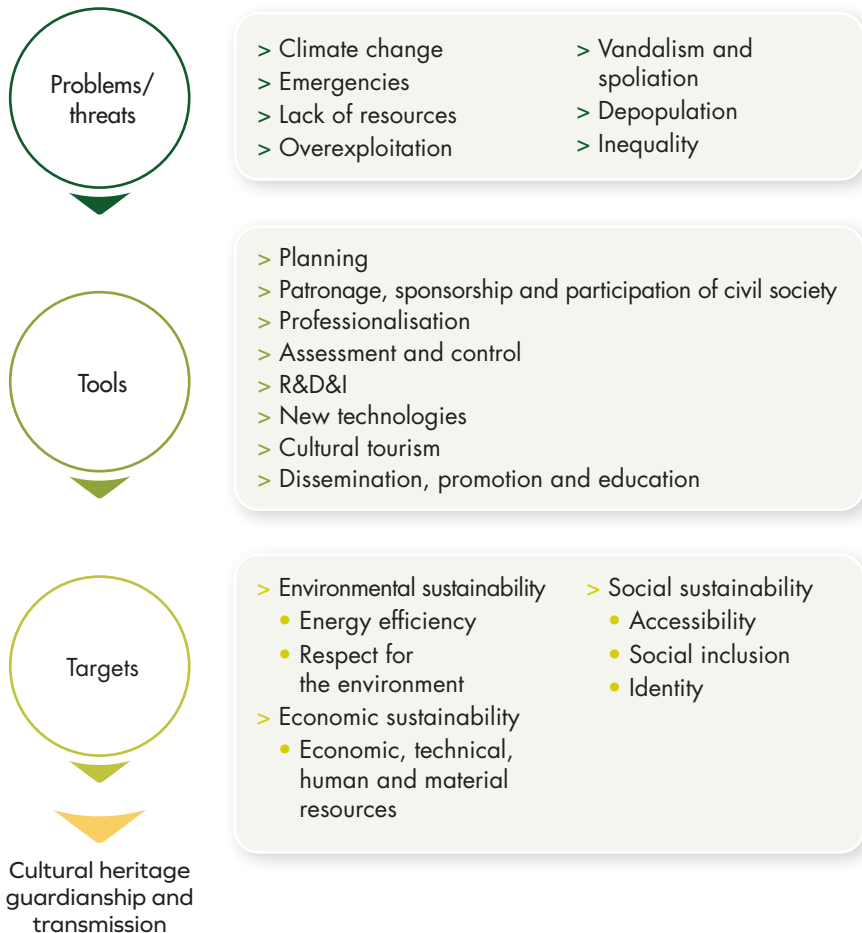 Problems/
threats
> Climate change
> Emergencies
> Lack of resources
> Overexploitation
> Vandalism and
spoliation
> Depopulation
> Inequality
Tools
> Planning
> Patronage, sponsorship and participation of civil society
> Professionalisation
> Assessment and control
> R&D&I
> New technologies
> Cultural tourism
> Dissemination, promotion and education
Targets
> Environmental sustainability
• Energy efficiency
• Respect for
the environment
> Economic sustainability
• Economic, technical,
human and material
resources
> Social sustainability
• Accessibility
• Social inclusion
• Identity
Cultural heritage
guardianship and
transmission